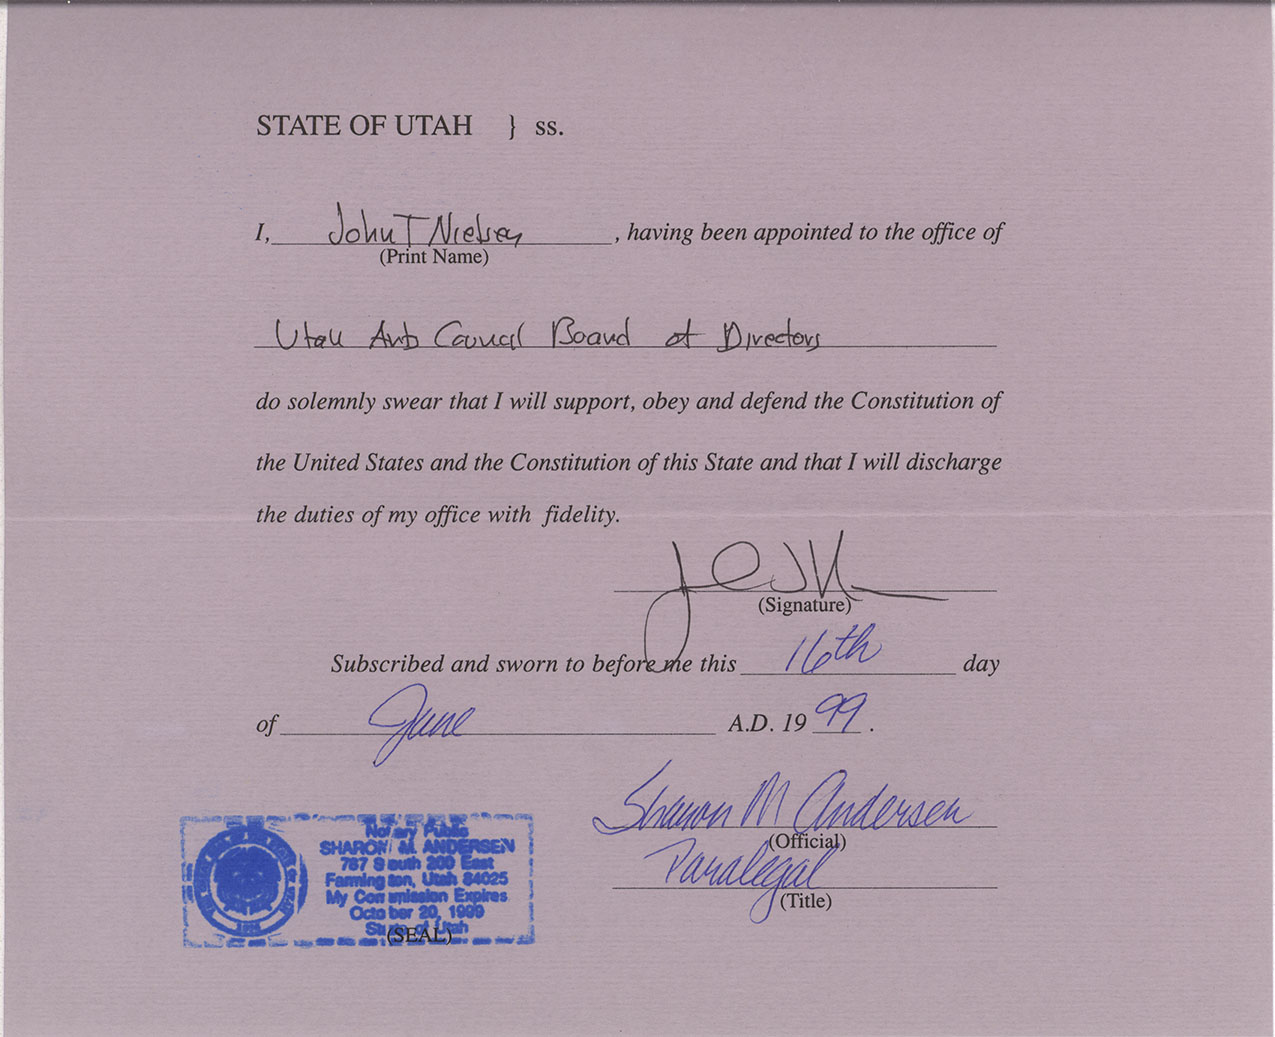 STATE OF UTAH } ss.
I, John T Nielsen, having been appointed to the office of
(Print Name)
Utah Arts Council Board of Directors
do solemnly swear that I will support, obey and defend the Constitution of
the United States and the Constitution of this State and that I will discharge
the duties of my office with fidelity.
(Signature)
Subscribed and sworn to before me this 16th day
of June A.D. 19 99.
Sharon M Andersen
(Official)
Paralegal
(Title)
Notary Public
SHARON M. ANDERSEN
787 South 200 East
Farmington, Utah 84025
My Commission Expires
October 20, 1999
State of Utah
(SEAL)